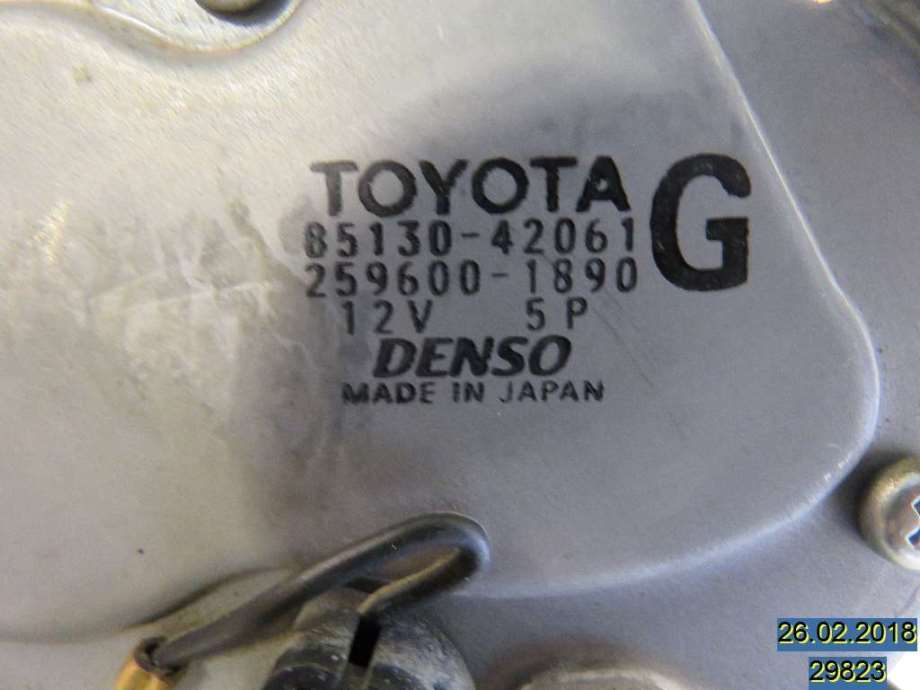 TOYOTA G
85130-42061
259600-1890
12V 5P
DENSO
MADE IN JAPAN
26.02.2018
29823